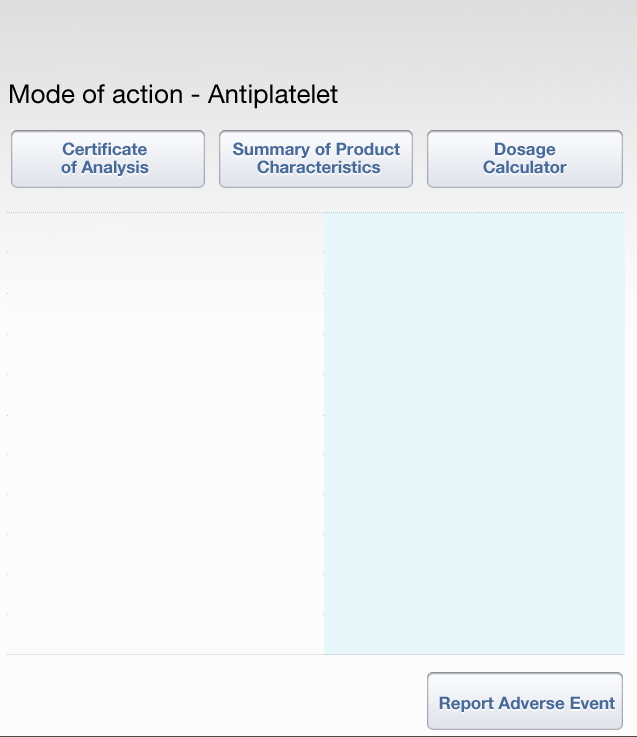 Mode of action - Antiplatelet
Certificate
of Analysis
Summary of Product
Characteristics
Dosage
Calculator
Report Adverse Event